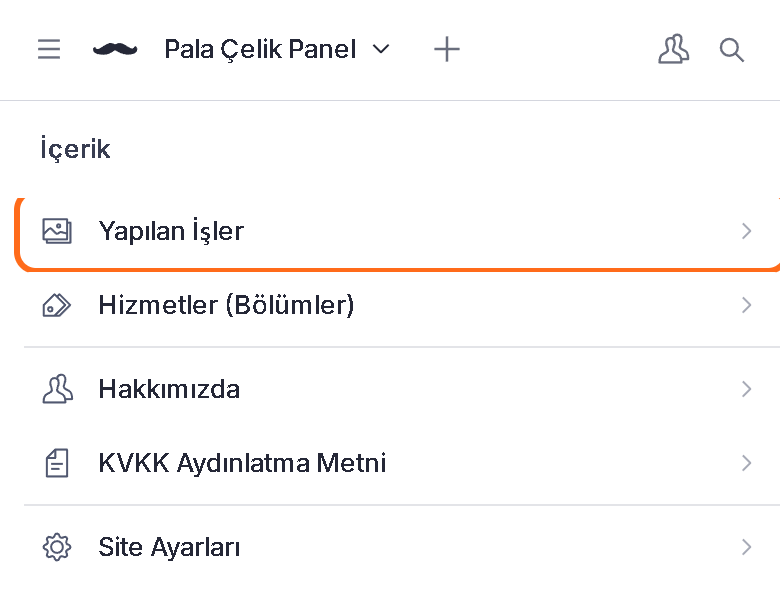 Pala Çelik Panel
İçerik
Yapılan İşler
Hizmetler (Bölümler)
Hakkımızda
KVKK Aydınlatma Metni
Site Ayarları